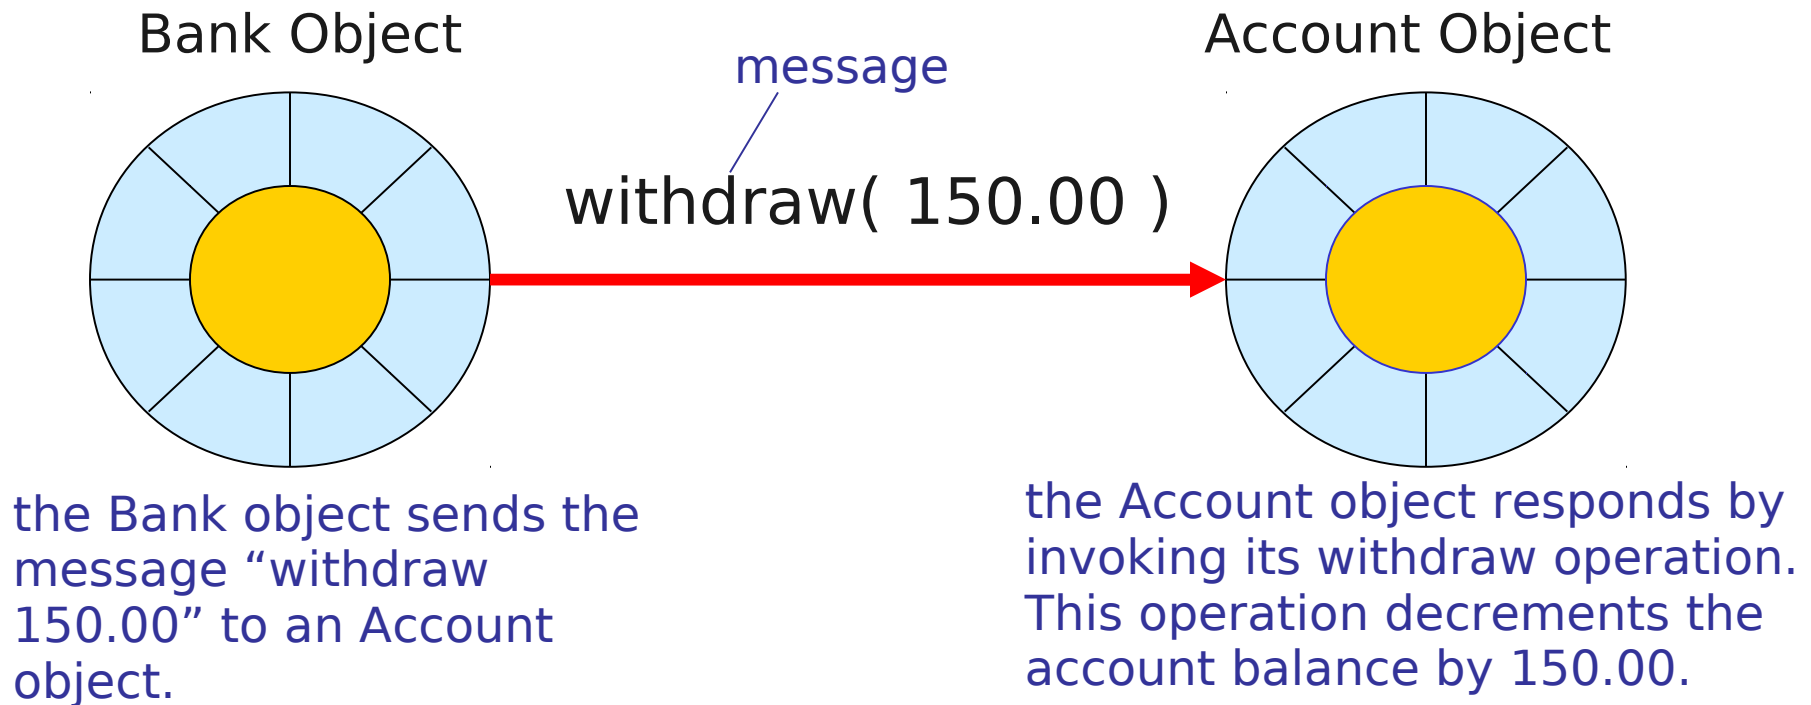 Bank Object
Account Object
message
withdraw( 150.00 )
the Bank object sends the
message “withdraw
150.00” to an Account
object.
the Account object responds by
invoking its withdraw operation.
This operation decrements the
account balance by 150.00.